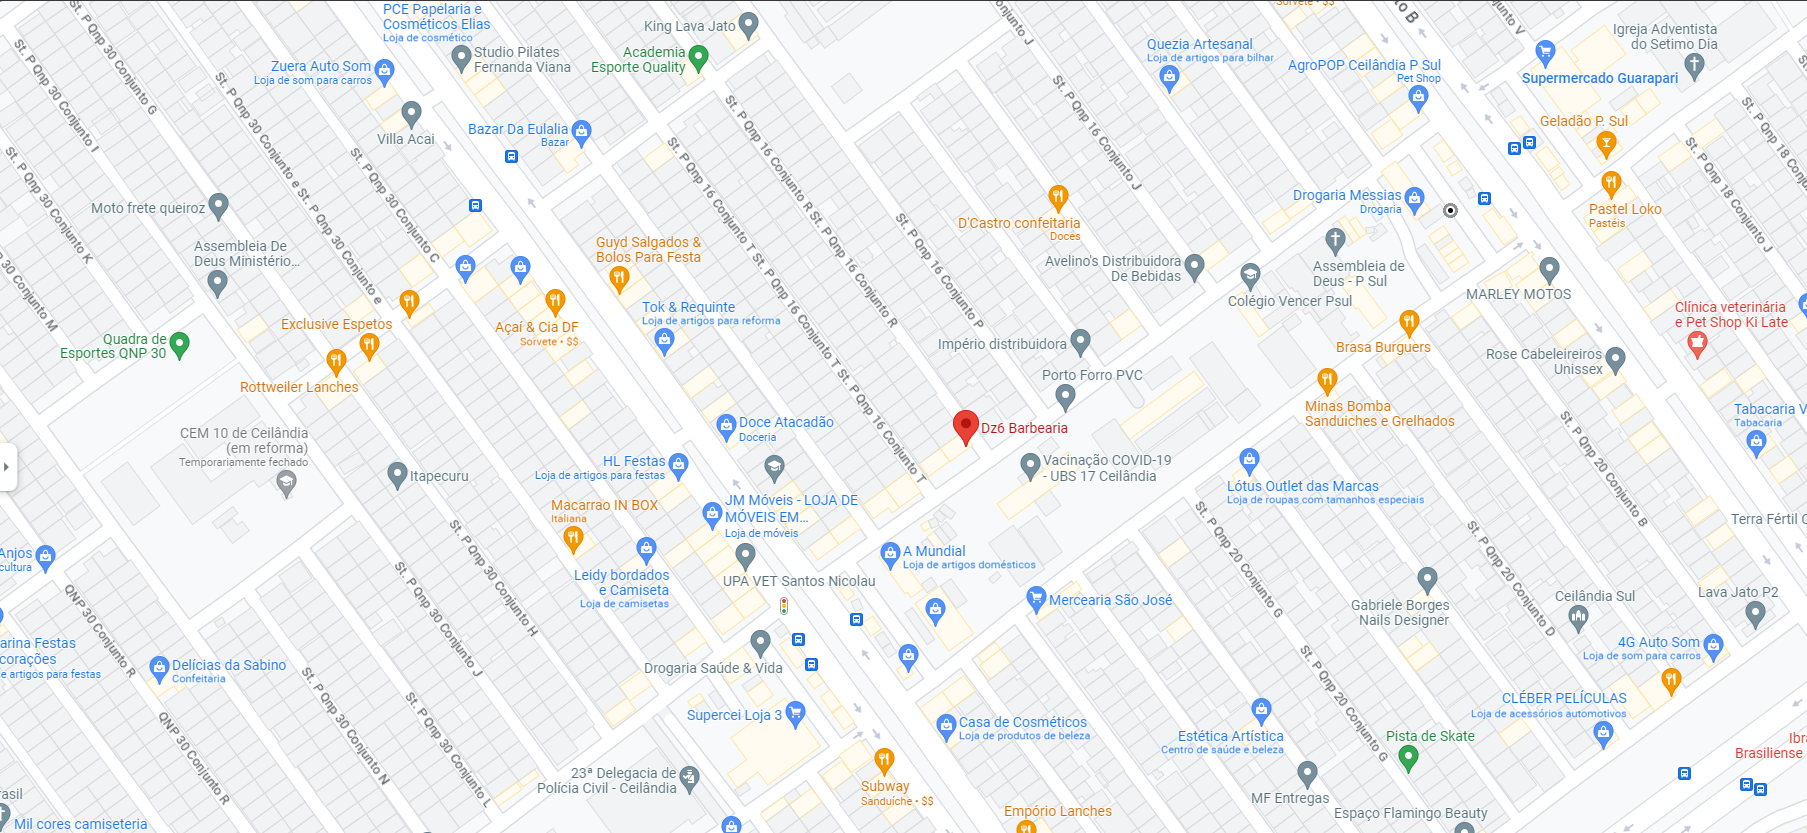 PCE Papelaria e
Cosméticos Elias
Loja de cosmético
King Lava Jato
Sorvete • $$
Studio Pilates
Fernanda Viana
Academia
Esporte Quality
Zuera Auto Som
Loja de som para carros
Quezia Artesanal
Loja de artigos para bilhar
AgroPOP Ceilândia P Sul
Pet Shop
Igreja Adventista
do Setimo Dia
Supermercado Guarapari
Villa Acai
Bazar Da Eulalia
Bazar
Geladão P. Sul
Moto frete queiroz
D'Castro confeitaria
Doces
Drogaria Messias
Drogaria
Pastel Loko
Pastéis
Assembleia De
Deus Ministério...
Guyd Salgados &
Bolos Para Festa
Avelino's Distribuidora
De Bebidas
Assembleia de
Deus - P Sul
Colégio Vencer Psul
MARLEY MOTOS
Exclusive Espetos
Açaí & Cia DF
Sorvete • $$
Tok & Requinte
Loja de artigos para reforma
Clínica veterinária
e Pet Shop Ki Late
Quadra de
Esportes QNP 30
Império distribuidora
Brasa Burguers
Rose Cabeleireiros
Unissex
Rottweiler Lanches
Porto Forro PVC
Minas Bomba
Sanduiches e Grelhados
Tabacaria V
Tabacaria
CEM 10 de Ceilândia
(em reforma)
Temporariamente fechado
Doce Atacadão
Doceria
Dz6 Barbearia
Itapecuru
HL Festas
Loja de artigos para festas
Vacinação COVID-19
- UBS 17 Ceilândia
Lótus Outlet das Marcas
Loja de roupas com tamanhos especiais
Macarrao IN BOX
Italiana
JM Móveis - LOJA DE
MÓVEIS EM...
Loja de móveis
Terra Fértil C
Anjos
cultura
A Mundial
Loja de artigos domésticos
UPA VET Santos Nicolau
Leidy bordados
e Camiseta
Loja de camisetas
Mercearia São José
Gabriele Borges
Nails Designer
Ceilândia Sul
Lava Jato P2
arina Festas
corações
e artigos para festas
Delícias da Sabino
Confeitaria
Drogaria Saúde & Vida
4G Auto Som
Loja de som para carros
Supercei Loja 3
Casa de Cosméticos
Loja de produtos de beleza
CLÉBER PELÍCULAS
Loja de acessórios automotivos
Estética Artística
Centro de saúde e beleza
Pista de Skate
Ibra
Brasiliense
23ª Delegacia de
Polícia Civil - Ceilândia
Subway
Sanduíche • $$
MF Entregas
Empório Lanches
Espaço Flamingo Beauty
asil
Mil cores camiseteria
St. P Qnp 30 Conjunto G
St. P Qnp 30 Conjunto I
St. P Qnp 30 Conjunto K
30 Conjunto M
St. P Qnp 30 Conjunto e St. P Qnp 30 Conjunto e
St. P Qnp 30 Conjunto C
St. P Qnp 16 Conjunto T St. P Qnp 16 Conjunto T St. P Qnp 16 Conjunto T
St. P Qnp 16 Conjunto R St. P Qnp 16 Conjunto R
St. P Qnp 16 Conjunto P
St. P Qnp 16 Conjunto J
Conjunto J
to B
njunto V
St. P Qnp 18
St. P Qnp 18 Conjunto J
St. P Qnp 20 Conjunto B
St. P Qnp 20 Conjunto D
St. P Qnp 20 Conjunto G
St. P Qnp 20 Conjunto G
St. P Qnp 30 Conjunto H
St. P Qnp 30 Conjunto J
St. P Qnp 30 Conjunto L
St. P Qnp 30 Conjunto N
QNP 30 Conjunto R
QNP 30 Conjunto R